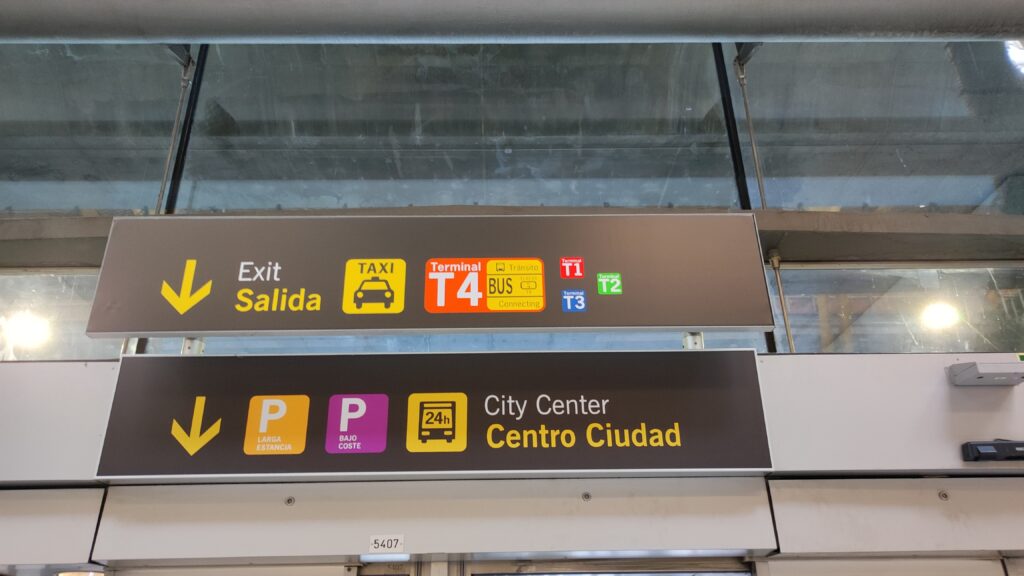 Exit
Salida
TAXI
Terminal
T4
BUS
Tránsito
Connecting
Terminal
T1
Terminal
T2
Terminal
T3
P
LARGA
ESTANCIA
P
BAJO
COSTE
24h
City Center
Centro Ciudad
5407